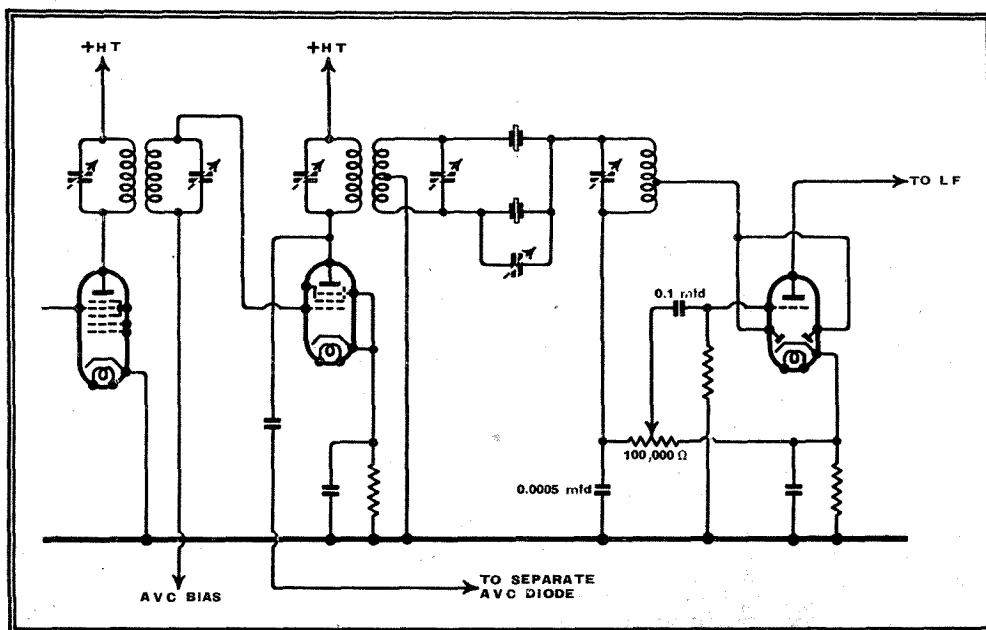 +HT
+HT
TO LF
0.1 mfd
100,000 Ω
0.0005 mfd
TO SEPARATE
AVC DIODE
AVC BIAS